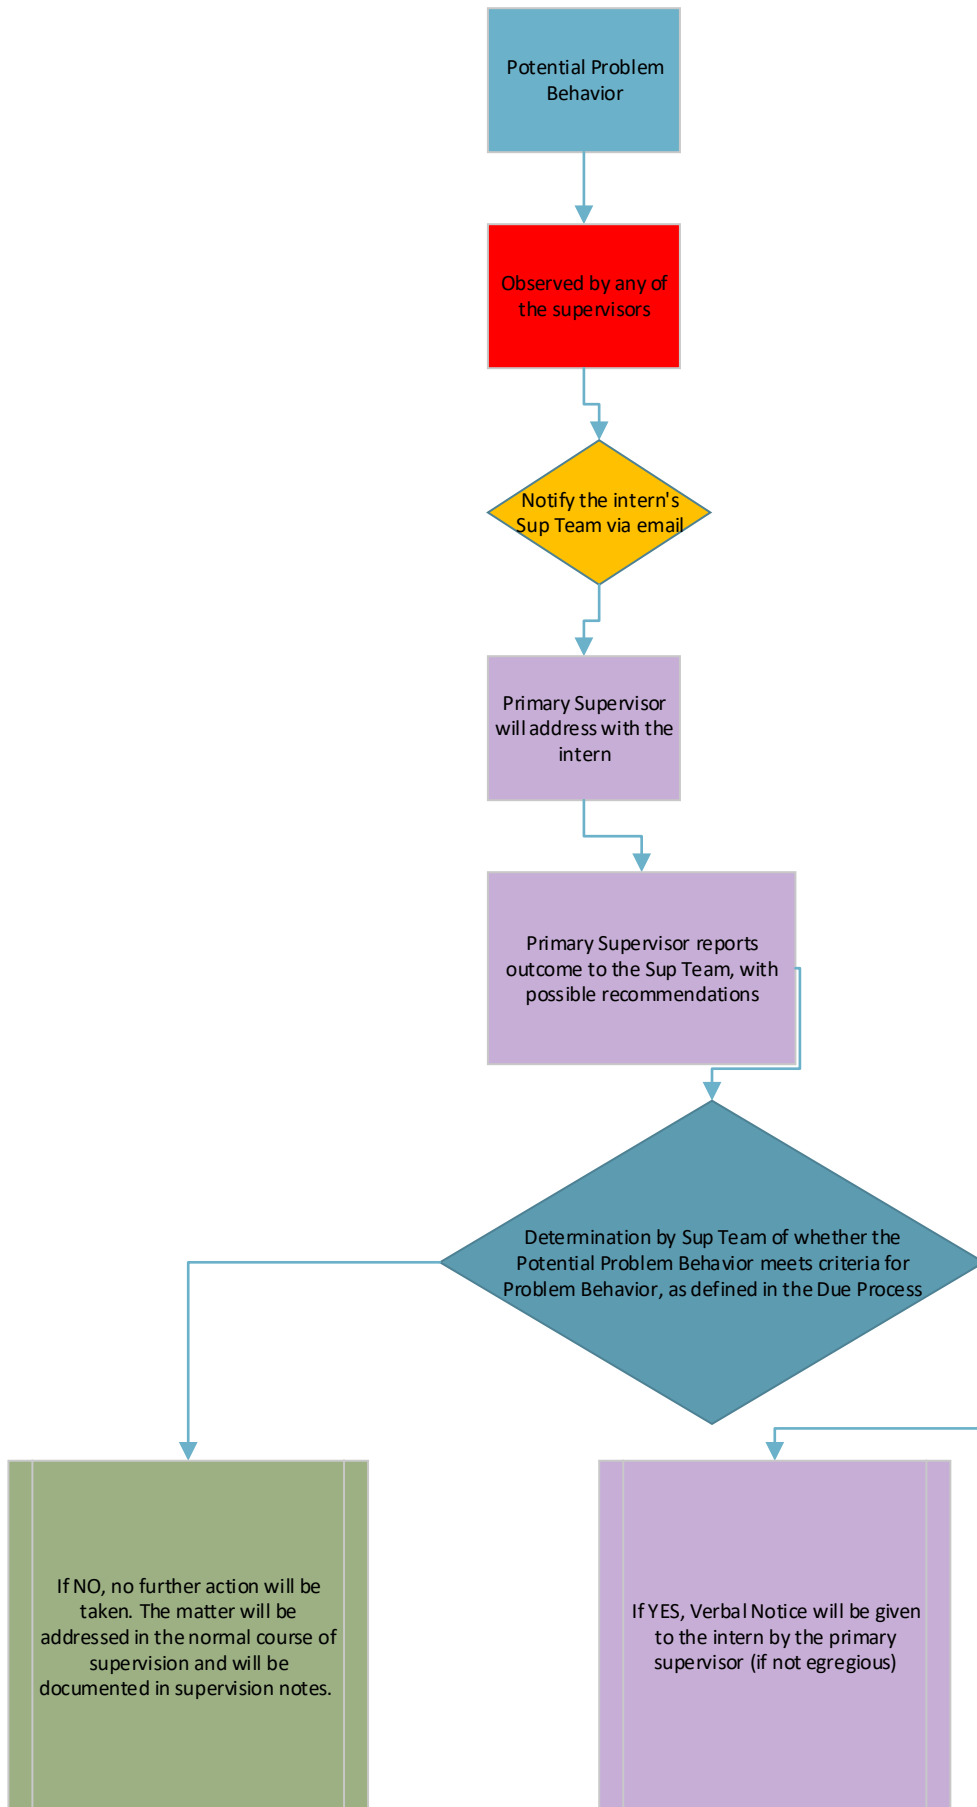 Potential Problem
Behavior
Observed by any of
the supervisors
Notify the intern's
Sup Team via email
Primary Supervisor
will address with the
intern
Primary Supervisor reports
outcome to the Sup Team, with
possible recommendations
Determination by Sup Team of whether the
Potential Problem Behavior meets criteria for
Problem Behavior, as defined in the Due Process
If NO, no further action will be
taken. The matter will be
addressed in the normal course of
supervision and will be
documented in supervision notes.
If YES, Verbal Notice will be given
to the intern by the primary
supervisor (if not egregious)